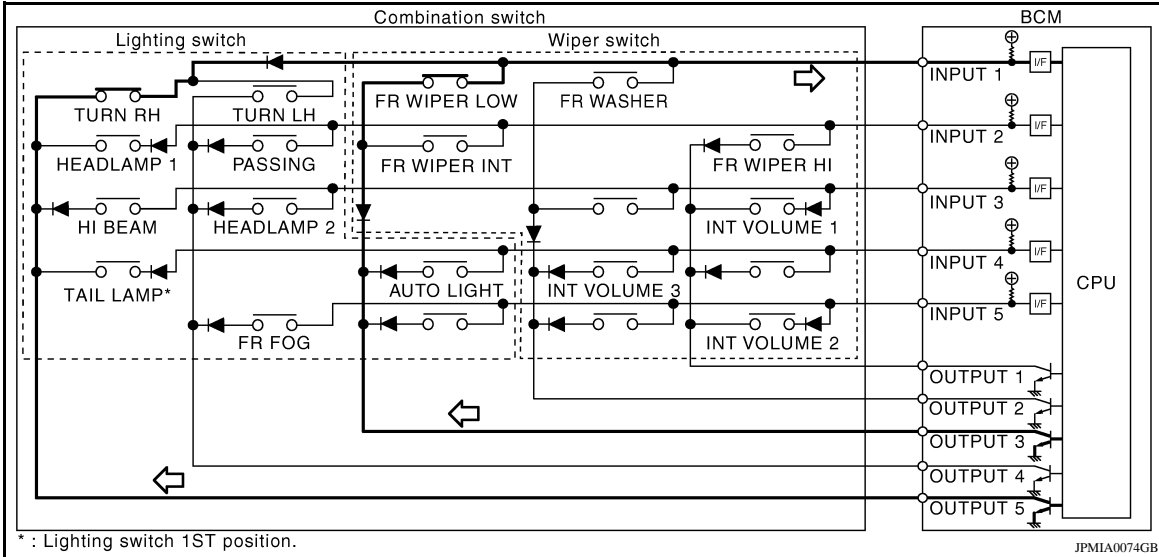 Combination switch
BCM
Lighting switch
Wiper switch
INPUT 1
I/F
TURN RH
TURN LH
FR WIPER LOW
FR WASHER
INPUT 2
I/F
HEADLAMP 1
PASSING
FR WIPER INT
FR WIPER HI
INPUT 3
I/F
HI BEAM
HEADLAMP 2
INT VOLUME 1
INPUT 4
I/F
CPU
TAIL LAMP*
AUTO LIGHT
INT VOLUME 3
INPUT 5
I/F
FR FOG
INT VOLUME 2
OUTPUT 1
OUTPUT 2
OUTPUT 3
OUTPUT 4
OUTPUT 5
* : Lighting switch 1ST position.
JPMIA0074GB